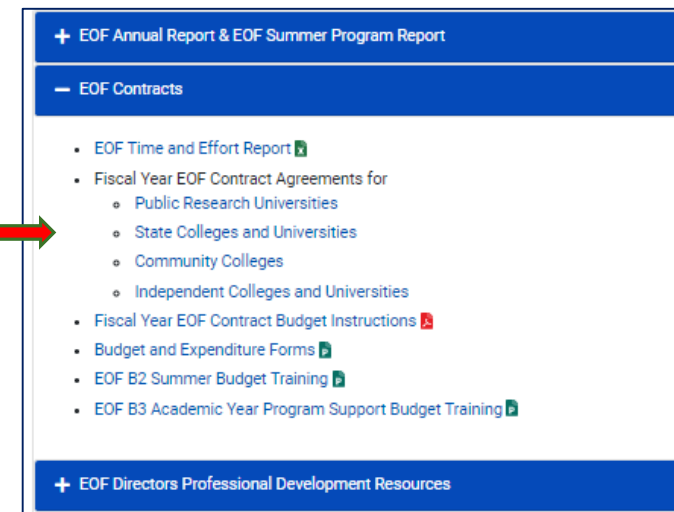 EOF Annual Report & EOF Summer Program Report
EOF Contracts
EOF Time and Effort Report
Fiscal Year EOF Contract Agreements for
Public Research Universities
State Colleges and Universities
Community Colleges
Independent Colleges and Universities
Fiscal Year EOF Contract Budget Instructions
Budget and Expenditure Forms
EOF B2 Summer Budget Training
EOF B3 Academic Year Program Support Budget Training
EOF Directors Professional Development Resources